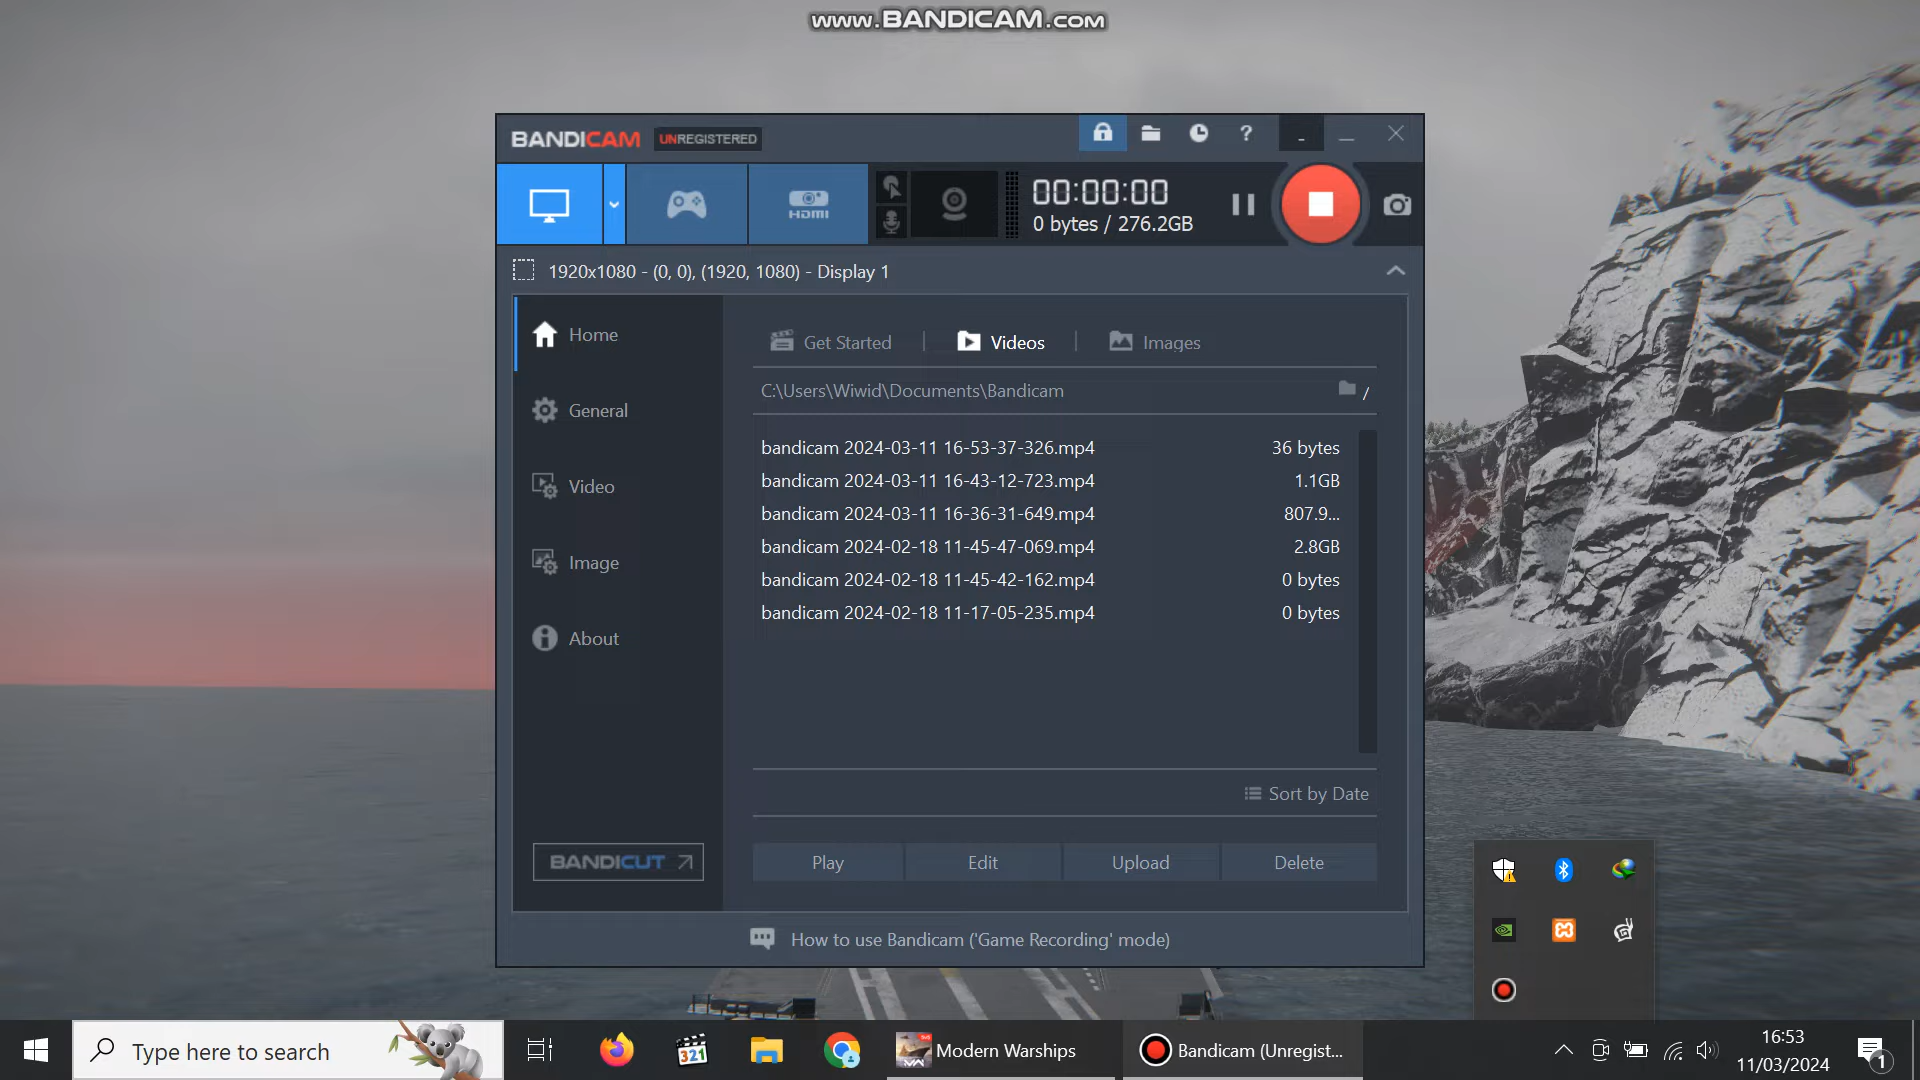 www.BANDICAM.com
BANDICAM UNREGISTERED
?
HDMI
00:00:00
0 bytes / 276.2GB
1920x1080 - (0, 0), (1920, 1080) - Display 1
Home
General
Video
Image
About
BANDICUT
Get Started
Videos
Images
C:\Users\Wiwid\Documents\Bandicam
/
bandicam 2024-03-11 16-53-37-326.mp4 36 bytes
bandicam 2024-03-11 16-43-12-723.mp4 1.1GB
bandicam 2024-03-11 16-36-31-649.mp4 807.9...
bandicam 2024-02-18 11-45-47-069.mp4 2.8GB
bandicam 2024-02-18 11-45-42-162.mp4 0 bytes
bandicam 2024-02-18 11-17-05-235.mp4 0 bytes
Sort by Date
Play Edit Upload Delete
How to use Bandicam ('Game Recording' mode)
Type here to search
321
Modern Warships
Bandicam (Unregist...
16:53
11/03/2024
1